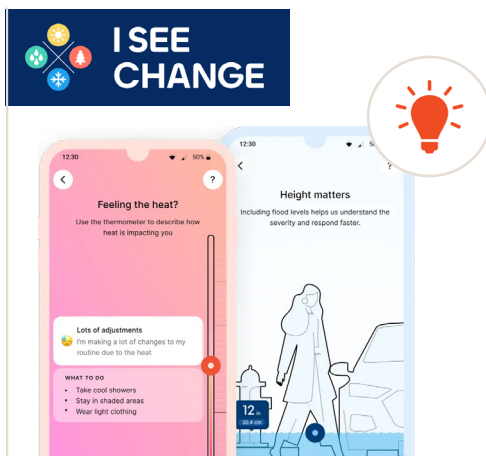 I SEE
CHANGE
12:30
50%
?
Feeling the heat?
Use the thermometer to describe how
heat is impacting you
Lots of adjustments
I'm making a lot of changes to my
routine due to the heat
WHAT TO DO
• Take cool showers
• Stay in shaded areas
• Wear light clothing
12:30
?
Height matters
Including flood levels helps us understand the
severity and respond faster.
12 in
30.4 cm